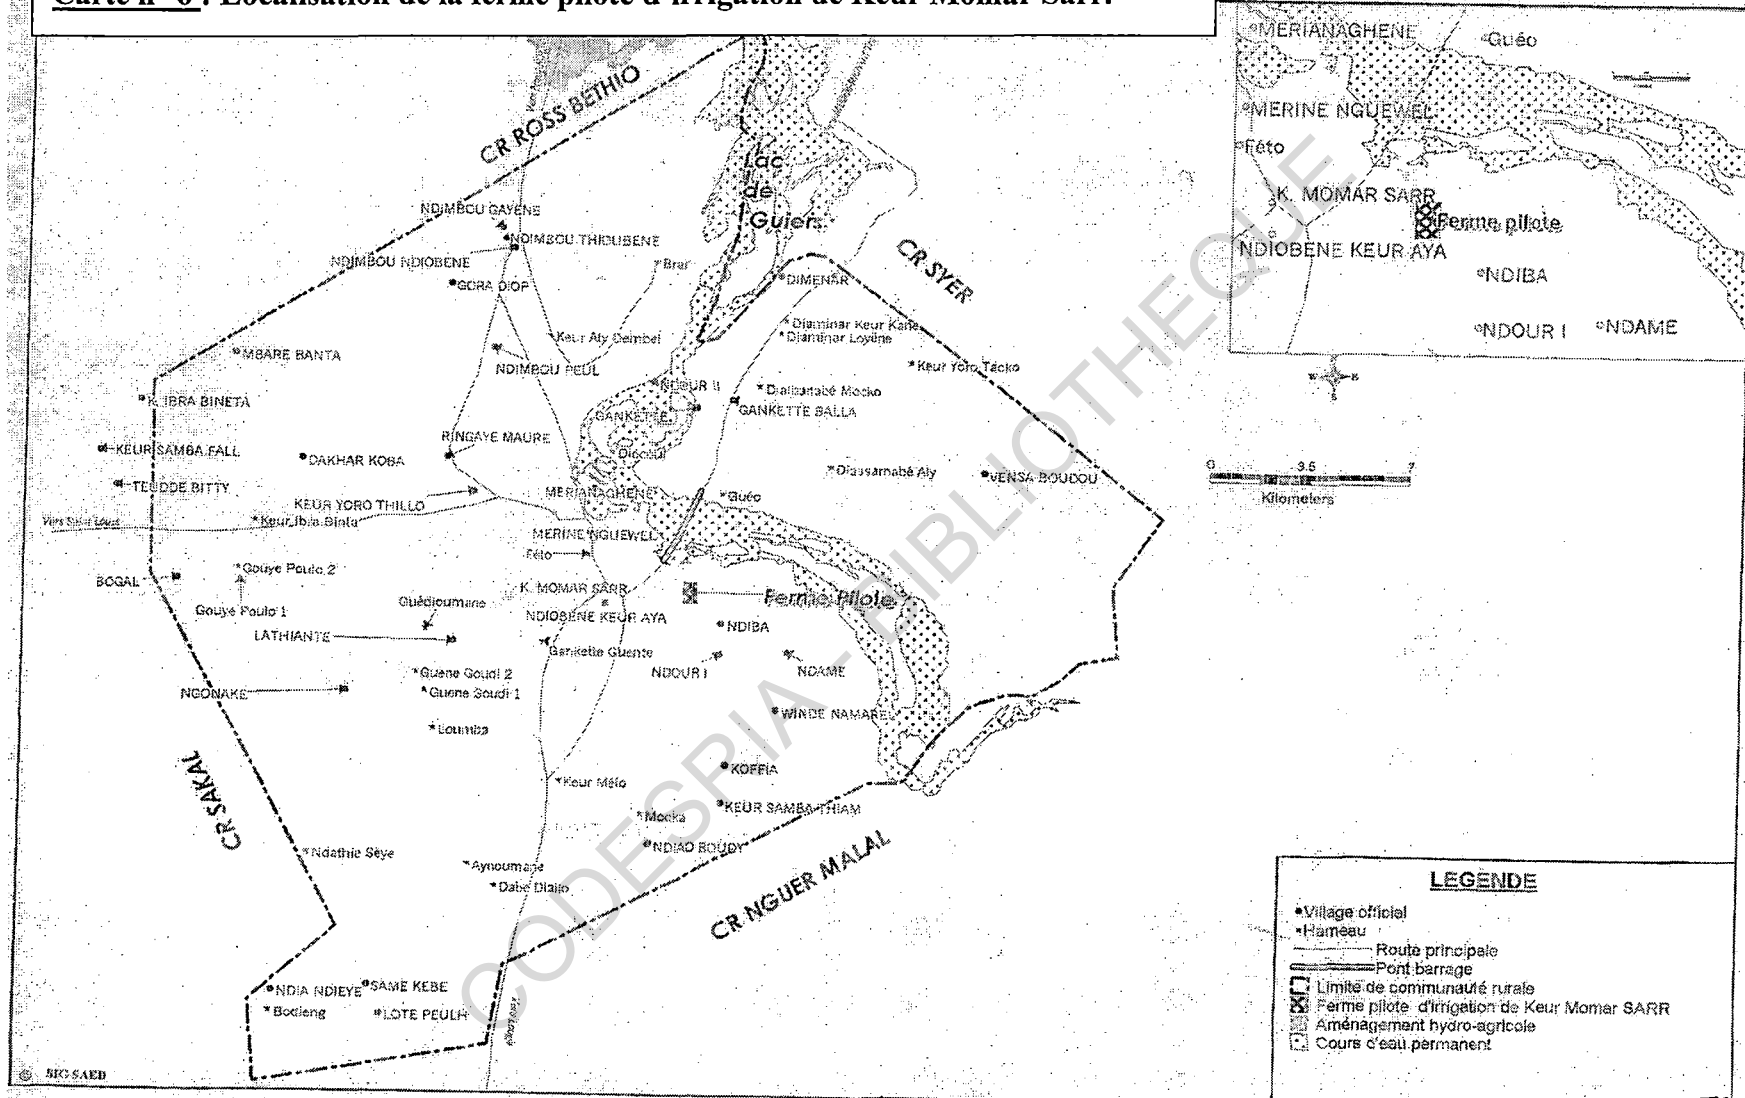 Carte n° 6 : Localisation de la ferme pilote d'irrigation de Keur Momar Sarr.
MERIANAGHENE
Guéo
MERINE NGUEWEL
Féto
K. MOMAR SARR
Ferme pilote
NDIOBENE KEUR AYA
NDIBA
NDOUR I
NDAME
CR ROSS BETHIO
Lac
de
Guiers
CR SYER
NDIMBOU GAYENE
NDIMBOU THIOUBENE
NDIMBOU NDIOBENE
Brar
GORA DIOP
DIMENAR
Diaminar Keur Kane
Diaminar Loyène
Keur Aly Dembel
MBARE BANTA
NDIMBOU PEUL
Keur Yoro Tacko
NDOUR II
K. IBRA BINETA
GANKETTE
GANKETTE BALLA
RINGAYE MAURE
KEUR SAMBA FALL
DAKHAR KOBA
Diassarnabé Aly
VENSA BOUDOU
TEUDDE BITTY
MERIANAGHENE
Guéo
KEUR YORO THILLO
Vers Saint Louis
Keur Ibra Binta
MERINE NGUEWEL
Féto
BOGAL
Gouye Poulo 2
K. MOMAR SARR
Ferme Pilote
Gouye Poulo 1
Guédioumane
NDIOBENE KEUR AYA
NDIBA
LATHIANTE
Gankette Guente
NDOUR I
NDAME
Guene Goudi 2
NGONAKE
Guene Goudi 1
WINDE NAMAREL
Loumba
KOFFIA
Keur Mélo
CR SAKAL
KEUR SAMBA THIAM
Mocka
NDIAO BOUDY
Ndathie Sèye
Aynoumane
Dabe Diallo
CR NGUER MALAL
NDIA NDIEYE
SAME KEBE
Bodieng
LOTE PEULH
Vers Louga
SIG SAED
0
3.5
7
Kilometers
LEGENDE
Village officiel
Hameau
Route principale
Pont barrage
Limite de communauté rurale
Ferme pilote d'irrigation de Keur Momar SARR
Aménagement hydro-agricole
Cours d'eau permanent
CODESRIA - BIBLIOTHEQUE